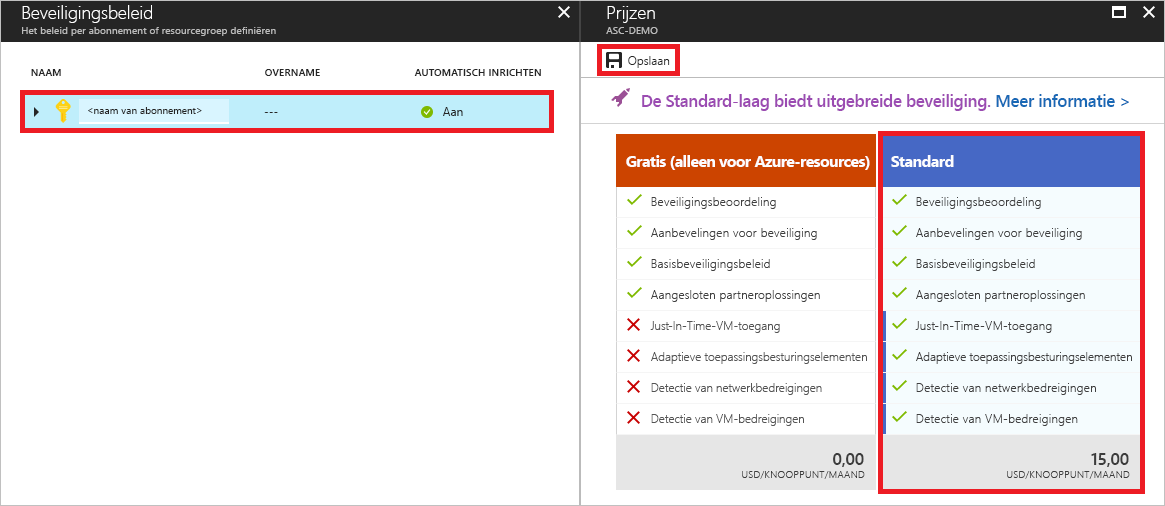 Beveiligingsbeleid
Het beleid per abonnement of resourcegroep definiëren
NAAM OVERNAME AUTOMATISCH INRICHTEN
<naam van abonnement> --- Aan
Prijzen
ASC-DEMO
Opslaan
De Standard-laag biedt uitgebreide beveiliging. Meer informatie >
Gratis (alleen voor Azure-resources)
Beveiligingsbeoordeling
Aanbevelingen voor beveiliging
Basisbeveiligingsbeleid
Aangesloten partneroplossingen
Just-In-Time-VM-toegang
Adaptieve toepassingsbesturingselementen
Detectie van netwerkbedreigingen
Detectie van VM-bedreigingen
0,00
USD/KNOOPPUNT/MAAND
Standard
Beveiligingsbeoordeling
Aanbevelingen voor beveiliging
Basisbeveiligingsbeleid
Aangesloten partneroplossingen
Just-In-Time-VM-toegang
Adaptieve toepassingsbesturingselementen
Detectie van netwerkbedreigingen
Detectie van VM-bedreigingen
15,00
USD/KNOOPPUNT/MAAND